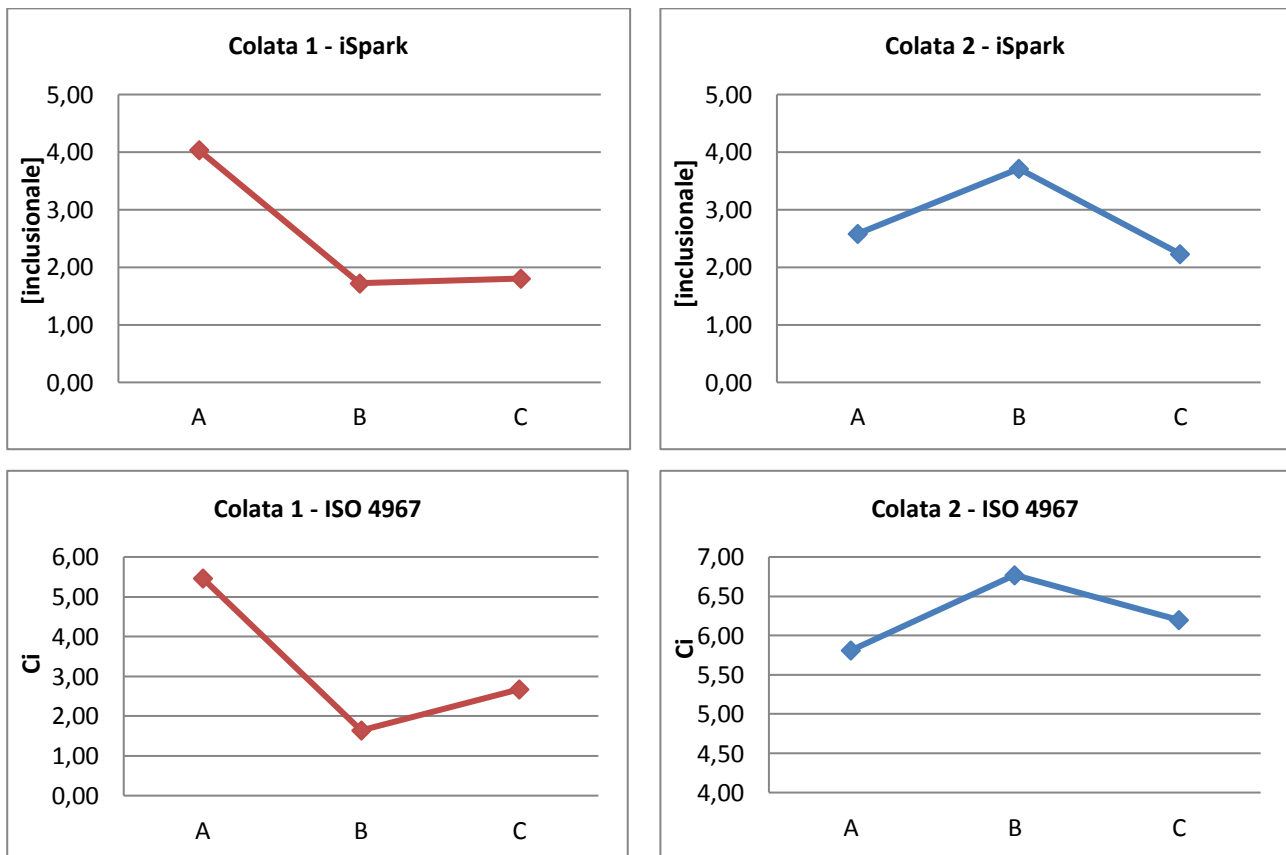 Colata 1 - iSpark
5,00
4,00
3,00
2,00
1,00
0,00
[inclusionale]
A B C
Colata 2 - iSpark
5,00
4,00
3,00
2,00
1,00
0,00
[inclusionale]
A B C
Colata 1 - ISO 4967
6,00
5,00
4,00
3,00
2,00
1,00
0,00
Ci
A B C
Colata 2 - ISO 4967
7,00
6,50
6,00
5,50
5,00
4,50
4,00
Ci
A B C